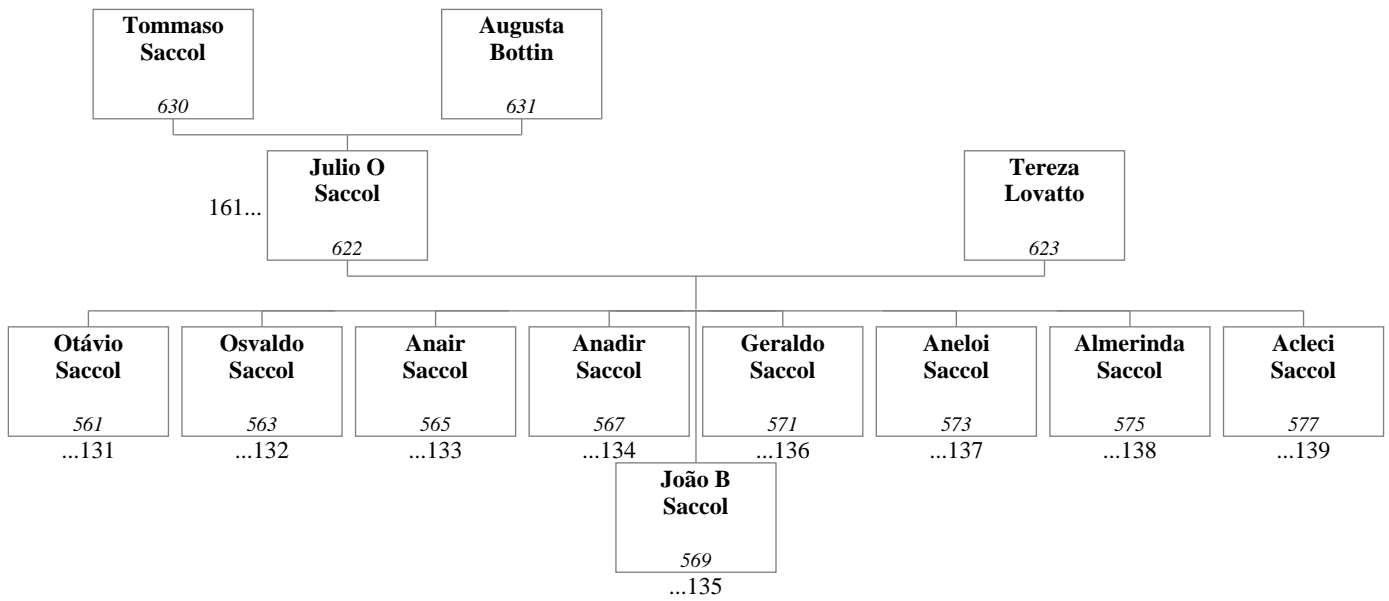 Tommaso
Saccol
630
Augusta
Bottin
631
161...
Julio O
Saccol
622
Tereza
Lovatto
623
Otávio
Saccol
561
...131
Osvaldo
Saccol
563
...132
Anair
Saccol
565
...133
Anadir
Saccol
567
...134
Geraldo
Saccol
571
...136
Aneloi
Saccol
573
...137
Almerinda
Saccol
575
...138
Acleci
Saccol
577
...139
João B
Saccol
569
...135